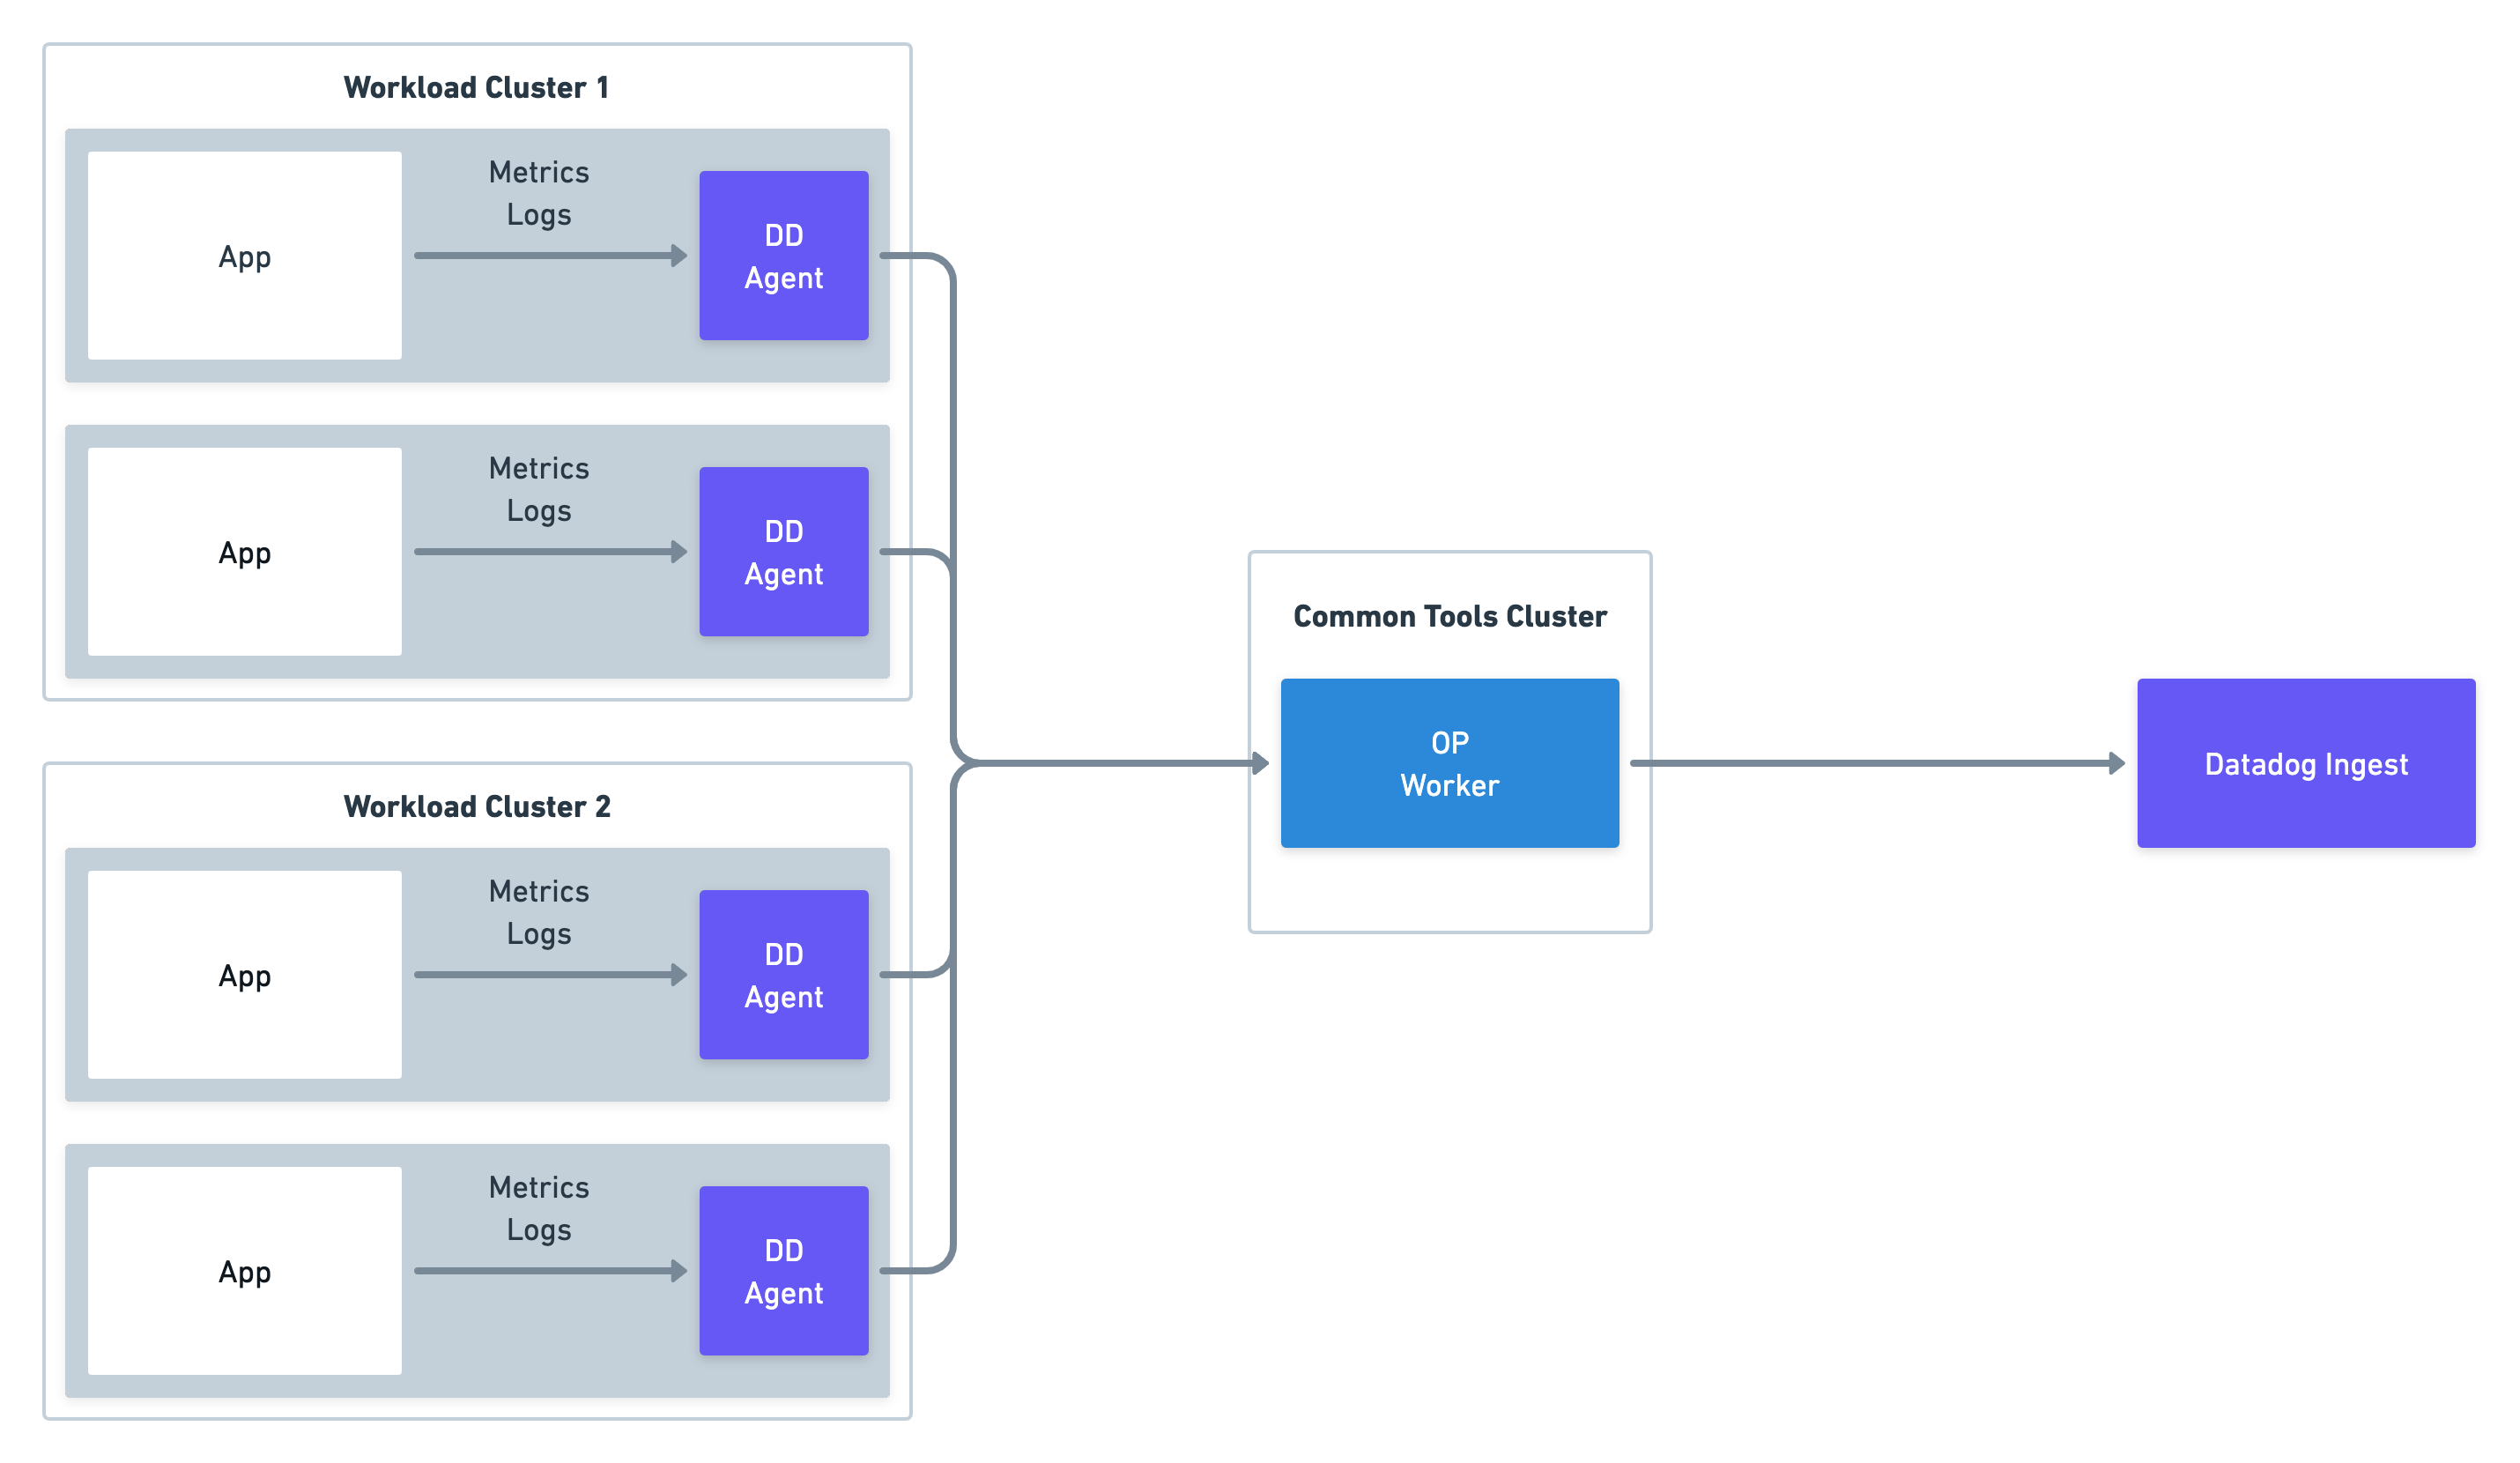 Workload Cluster 1
App
Metrics
Logs
DD
Agent
App
Metrics
Logs
DD
Agent
Workload Cluster 2
App
Metrics
Logs
DD
Agent
App
Metrics
Logs
DD
Agent
Common Tools Cluster
OP
Worker
Datadog Ingest